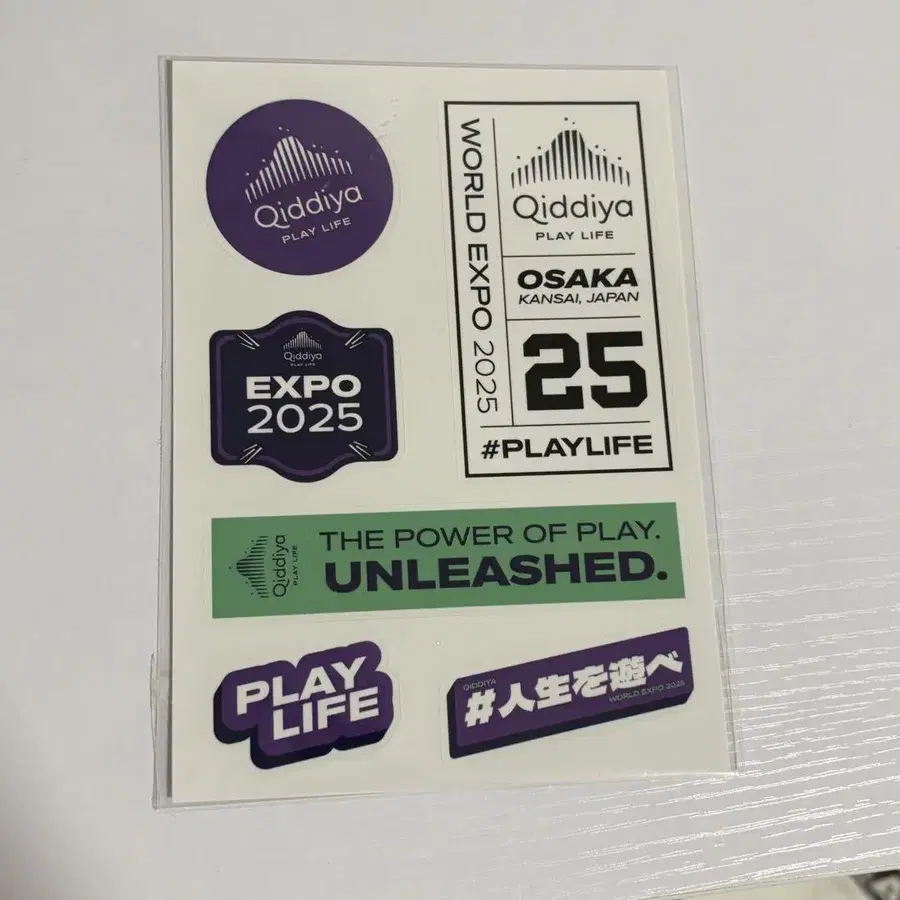 Qiddiya
PLAY LIFE
WORLD EXPO 2025
Qiddiya
PLAY LIFE
OSAKA
KANSAI, JAPAN
25
#PLAYLIFE
Qiddiya
PLAY LIFE
EXPO
2025
Qiddiya
PLAY LIFE
THE POWER OF PLAY.
UNLEASHED.
PLAY
LIFE
QIDDIYA
#人生を遊べ
WORLD EXPO 2025